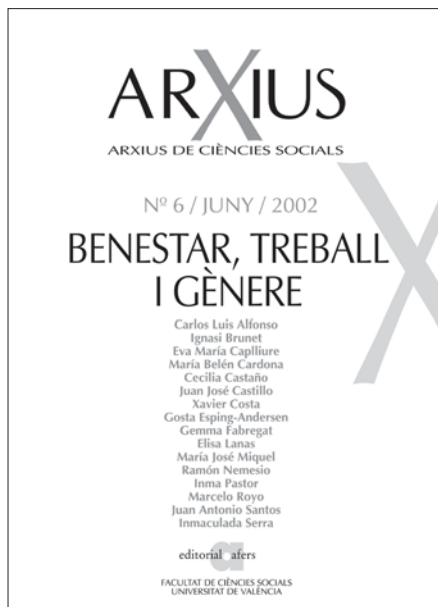 ARXIUS
ARXIUS DE CIÈNCIES SOCIALS
Nº 6 / JUNY / 2002
BENESTAR, TREBALL
I GÈNERE
Carlos Luis Alfonso
Ignasi Brunet
Eva María Caplliure
María Belén Cardona
Cecilia Castaño
Juan José Castillo
Xavier Costa
Gosta Esping-Andersen
Gemma Fabregat
Elisa Lanas
María José Miquel
Ramón Nemesio
Inma Pastor
Marcelo Royo
Juan Antonio Santos
Inmaculada Serra
editorial afers
FACULTAT DE CIÈNCIES SOCIALS
UNIVERSITAT DE VALÈNCIA